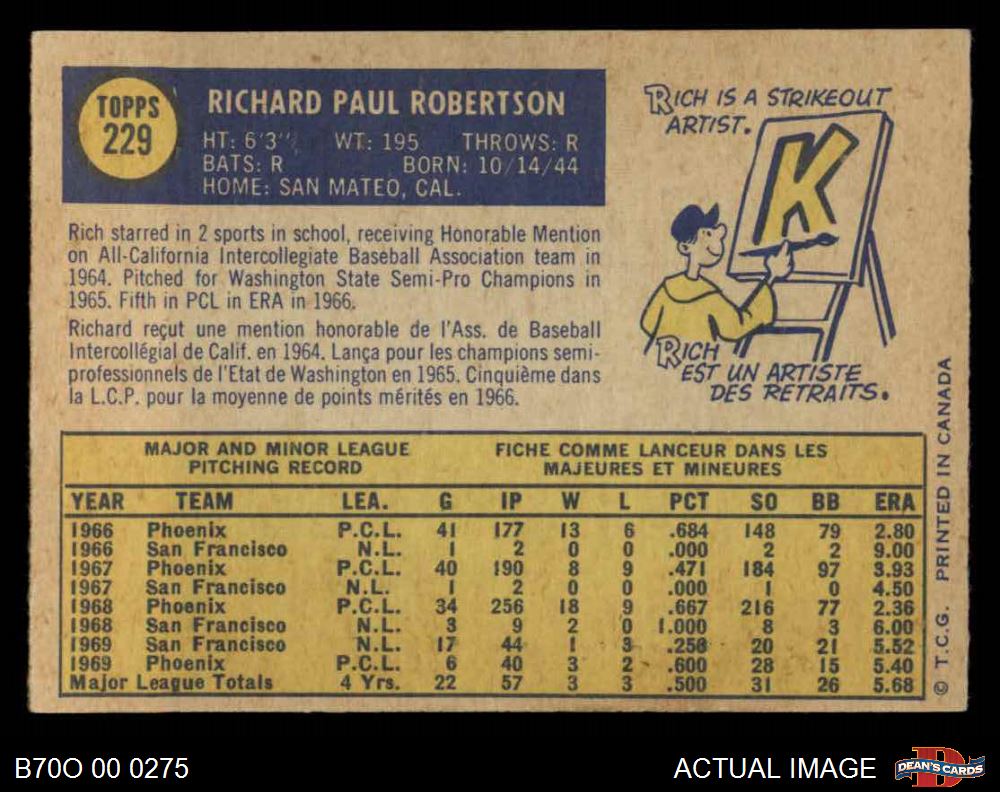 TOPPS
229
RICHARD PAUL ROBERTSON
HT: 6'3" WT: 195 THROWS: R
BATS: R BORN: 10/14/44
HOME: SAN MATEO, CAL.
RICH IS A STRIKEOUT
ARTIST.
K
RICH
EST UN ARTISTE
DES RETRAITS.
Rich starred in 2 sports in school, receiving Honorable Mention
on All-California Intercollegiate Baseball Association team in
1964. Pitched for Washington State Semi-Pro Champions in
1965. Fifth in PCL in ERA in 1966.
Richard reçut une mention honorable de l'Ass. de Baseball
Intercollégial de Calif. en 1964. Lança pour les champions semi-
professionnels de l'Etat de Washington en 1965. Cinquième dans
la L.C.P. pour la moyenne de points mérités en 1966.
MAJOR AND MINOR LEAGUE
PITCHING RECORD
FICHE COMME LANCEUR DANS LES
MAJEURES ET MINEURES
YEAR TEAM LEA. G IP W L PCT SO BB ERA
1966 Phoenix P.C.L. 41 177 13 6 .684 148 79 2.80
1966 San Francisco N.L. 1 2 0 0 .000 2 2 9.00
1967 Phoenix P.C.L. 40 190 8 9 .471 184 97 3.93
1967 San Francisco N.L. 1 2 0 0 .000 1 0 4.50
1968 Phoenix P.C.L. 34 256 18 9 .667 216 77 2.36
1968 San Francisco N.L. 3 9 2 0 1.000 8 3 6.00
1969 San Francisco N.L. 17 44 1 3 .250 20 21 5.52
1969 Phoenix P.C.L. 6 40 3 2 .600 28 15 5.40
Major League Totals 4 Yrs. 22 57 3 3 .500 31 26 5.68
© T.C.G. PRINTED IN CANADA
B70O 00 0275
ACTUAL IMAGE
DEAN'S CARDS